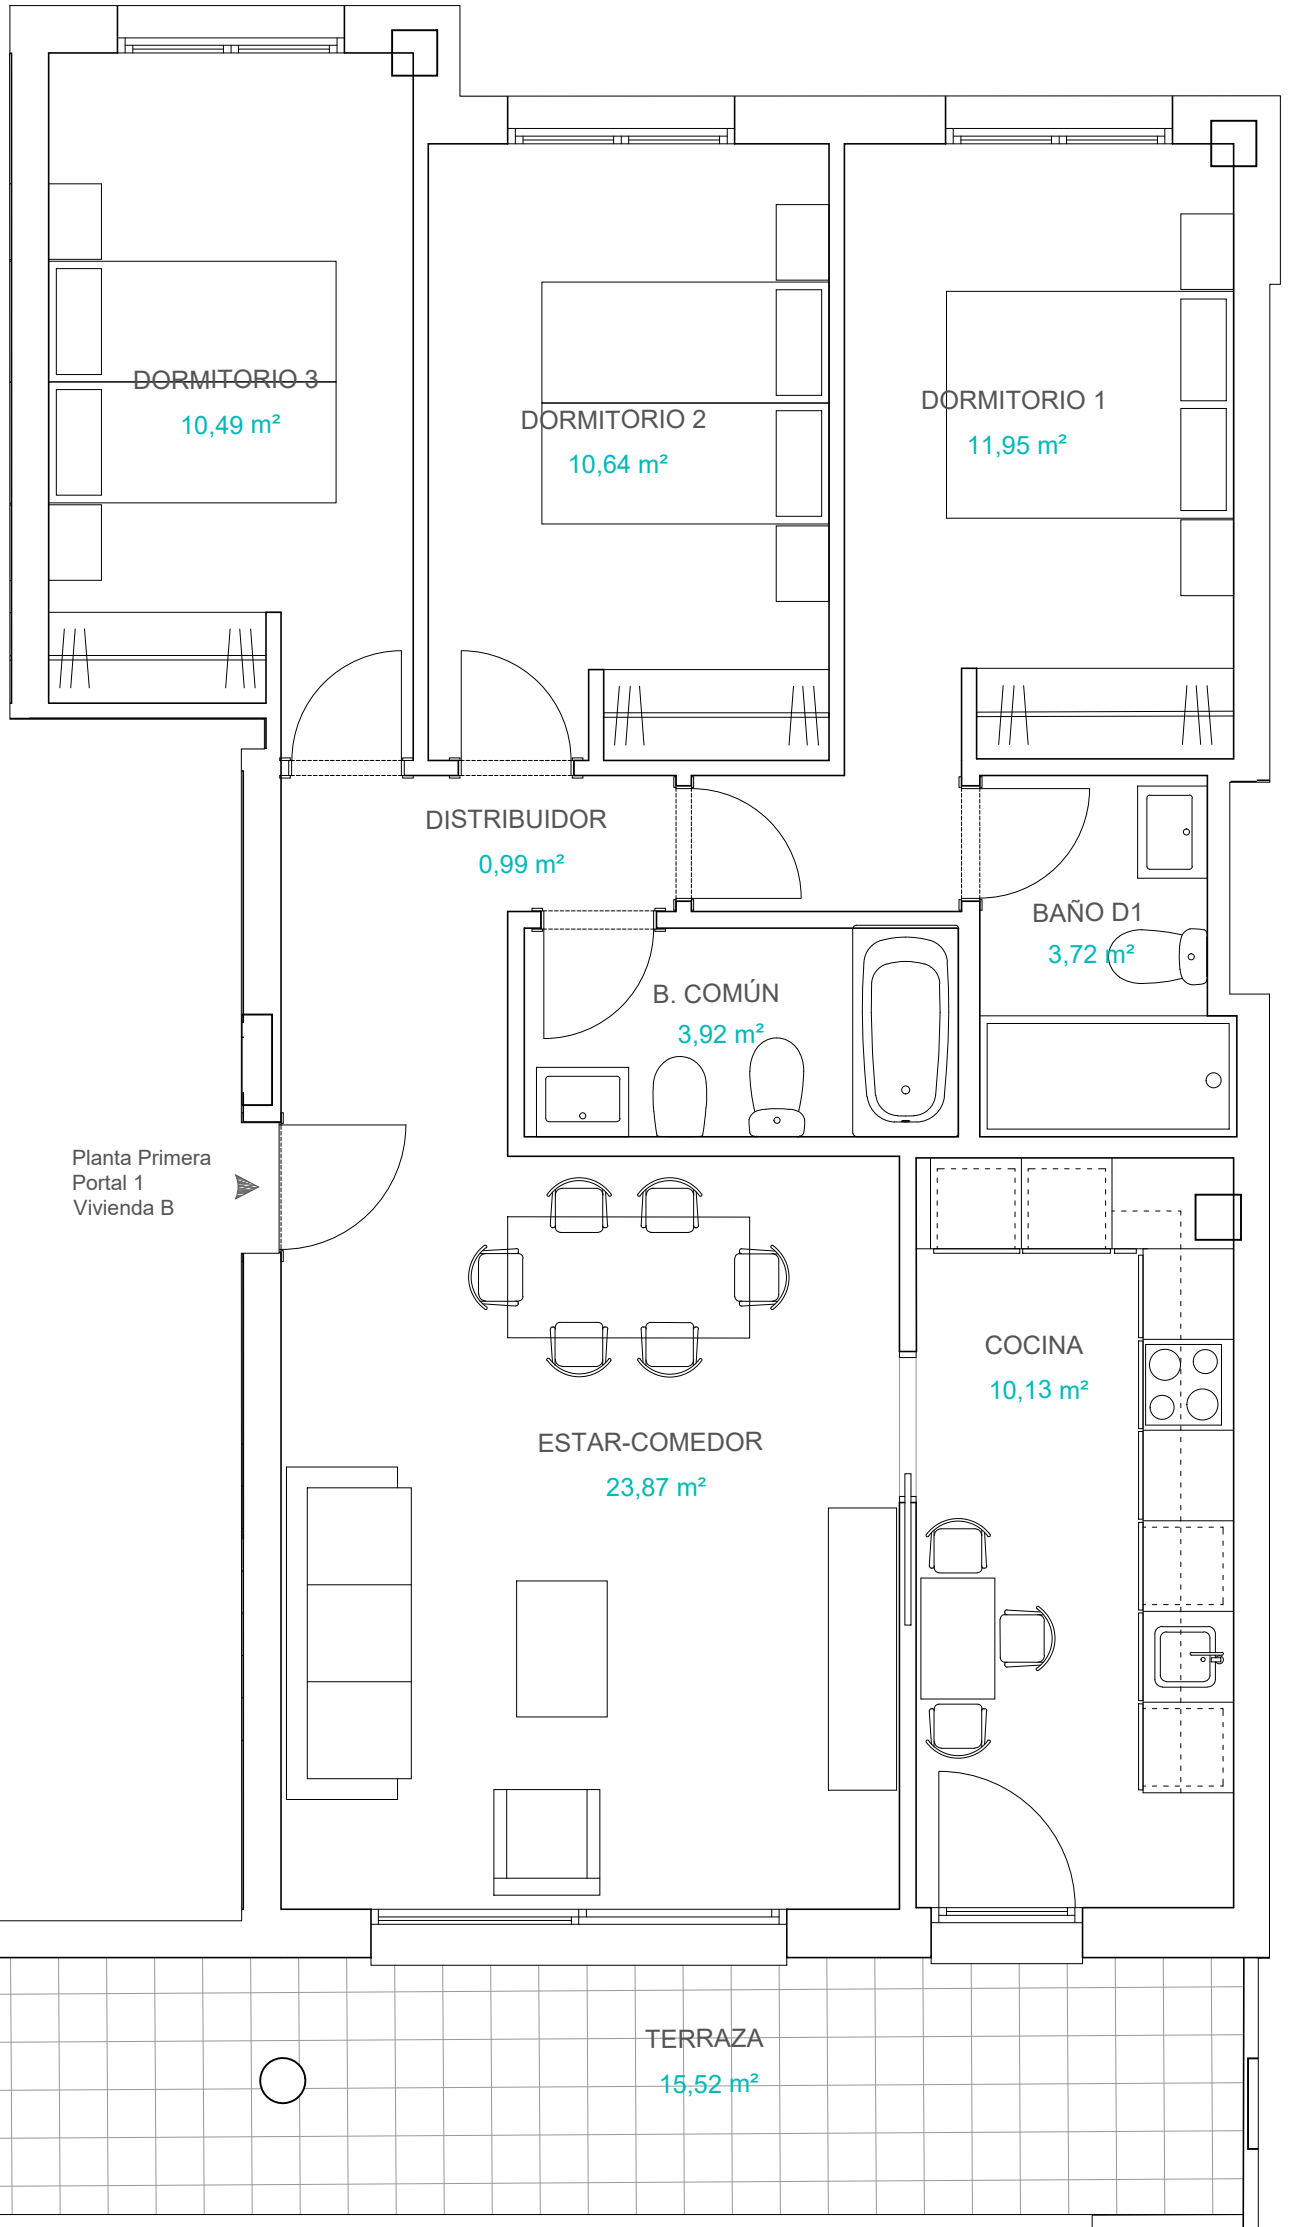 DORMITORIO 3
10,49 m²
DORMITORIO 2
10,64 m²
DORMITORIO 1
11,95 m²
DISTRIBUIDOR
0,99 m²
BAÑO D1
3,72 m²
B. COMÚN
3,92 m²
Planta Primera
Portal 1
Vivienda B
COCINA
10,13 m²
ESTAR-COMEDOR
23,87 m²
TERRAZA
15,52 m²